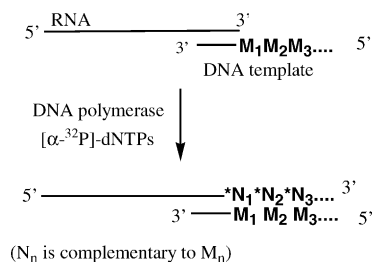 RNA
5’ 3’
3’ M₁M₂M₃.... 5’
DNA template
DNA polymerase
[α-³²P]-dNTPs
5’ *N₁*N₂*N₃.... 3’
3’ M₁ M₂ M₃.... 5’
(Nₙ is complementary to Mₙ)